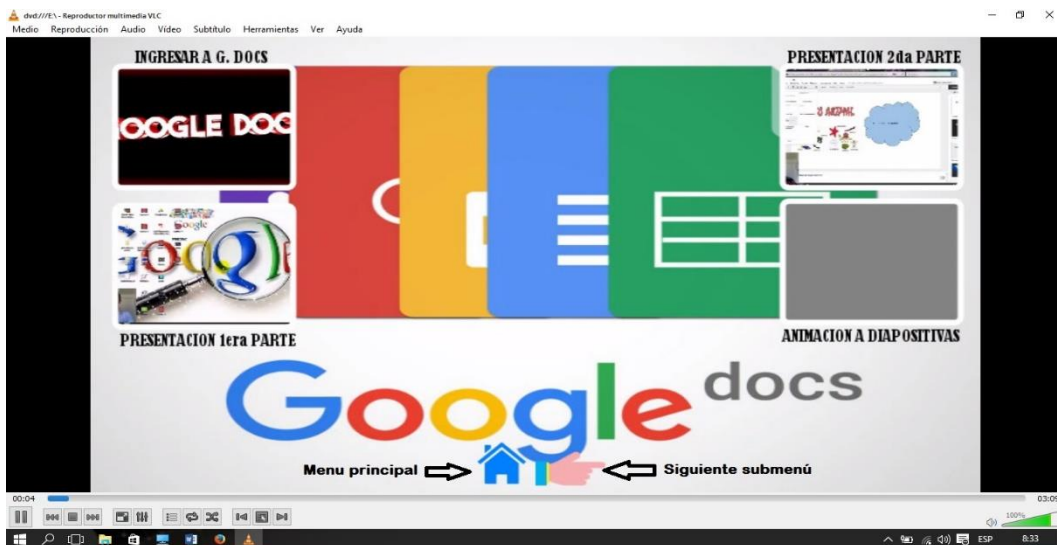 dvd:///E:\ - Reproductor multimedia VLC
Medio Reproducción Audio Vídeo Subtítulo Herramientas Ver Ayuda
INGRESAR A G. DOCS
PRESENTACION 2da PARTE
OOGLE DOC
Google
PRESENTACION 1era PARTE
ANIMACION A DIAPOSITIVAS
Google docs
Menu principal
Siguiente submenú
00:04
03:09
100%
ESP
8:33